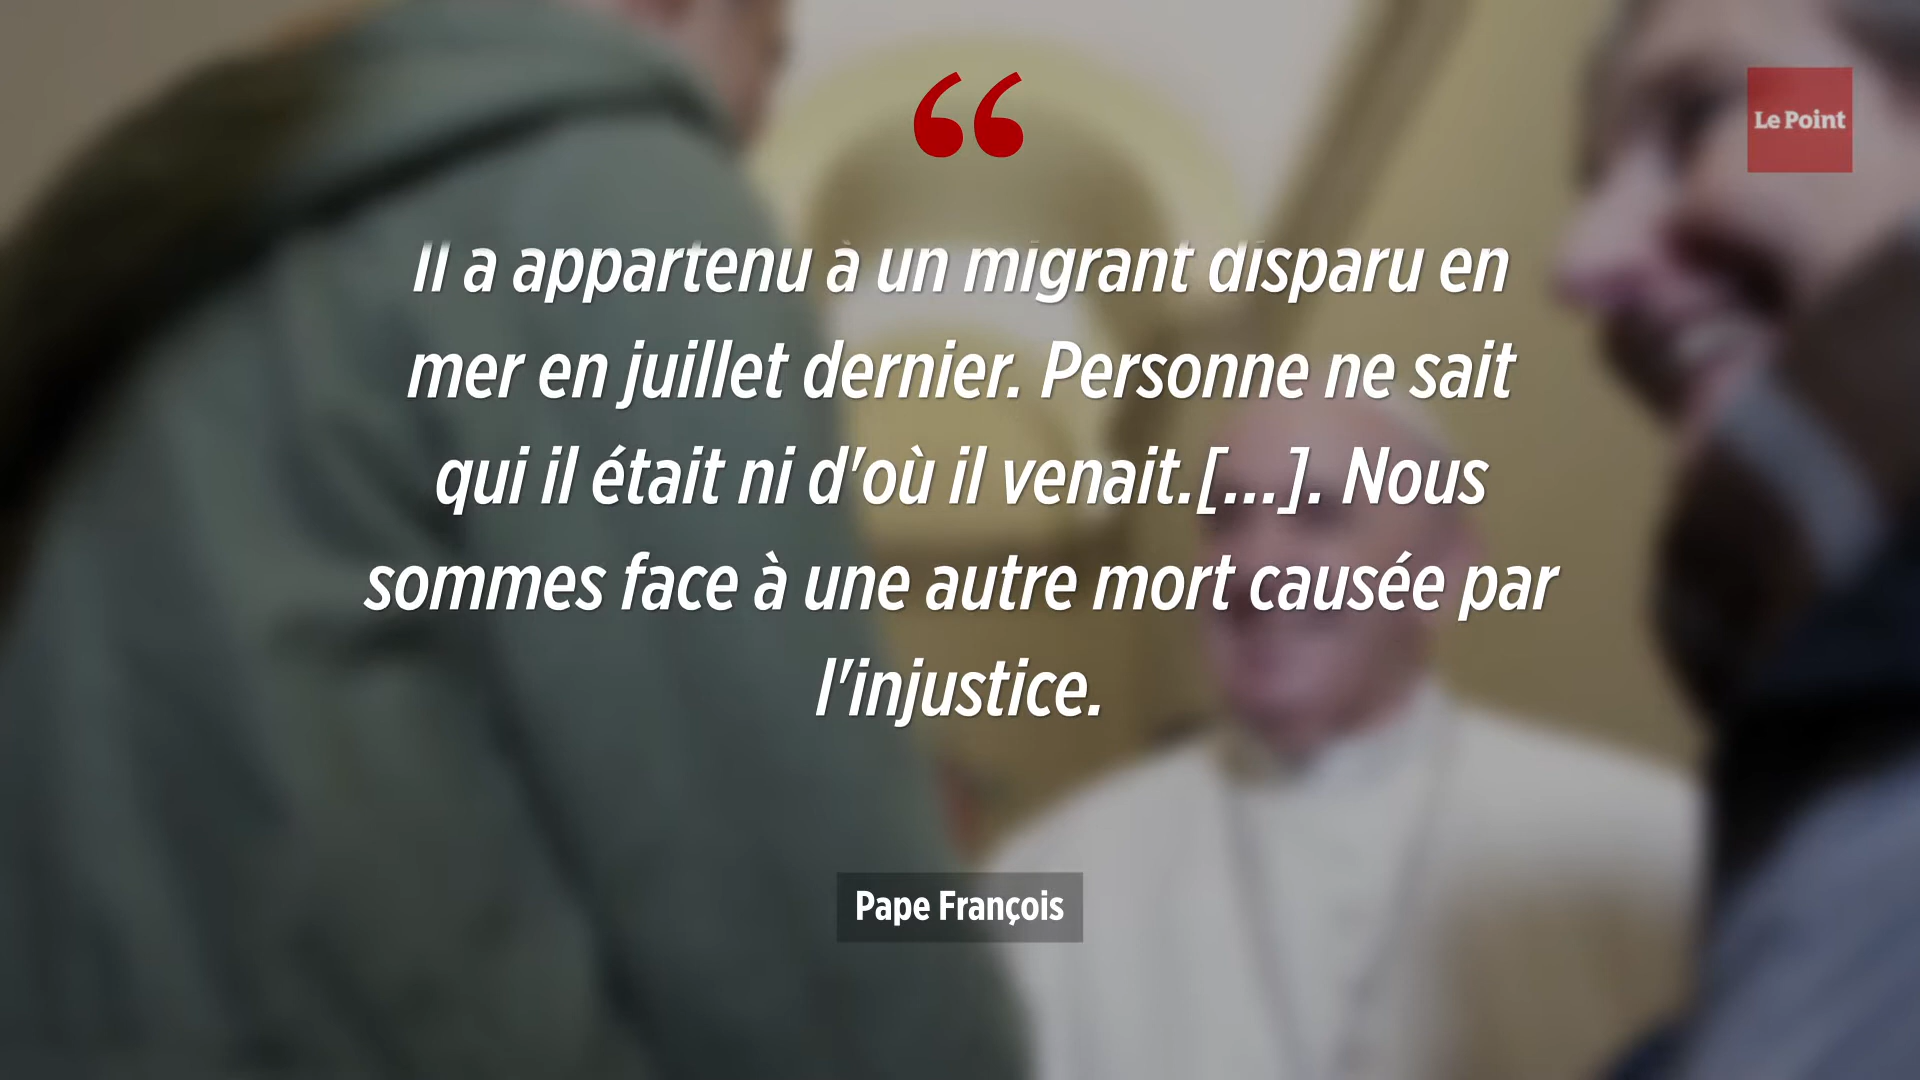 “
Le Point
Il a appartenu à un migrant disparu en
mer en juillet dernier. Personne ne sait
qui il était ni d'où il venait.[...]. Nous
sommes face à une autre mort causée par
l'injustice.
Pape François